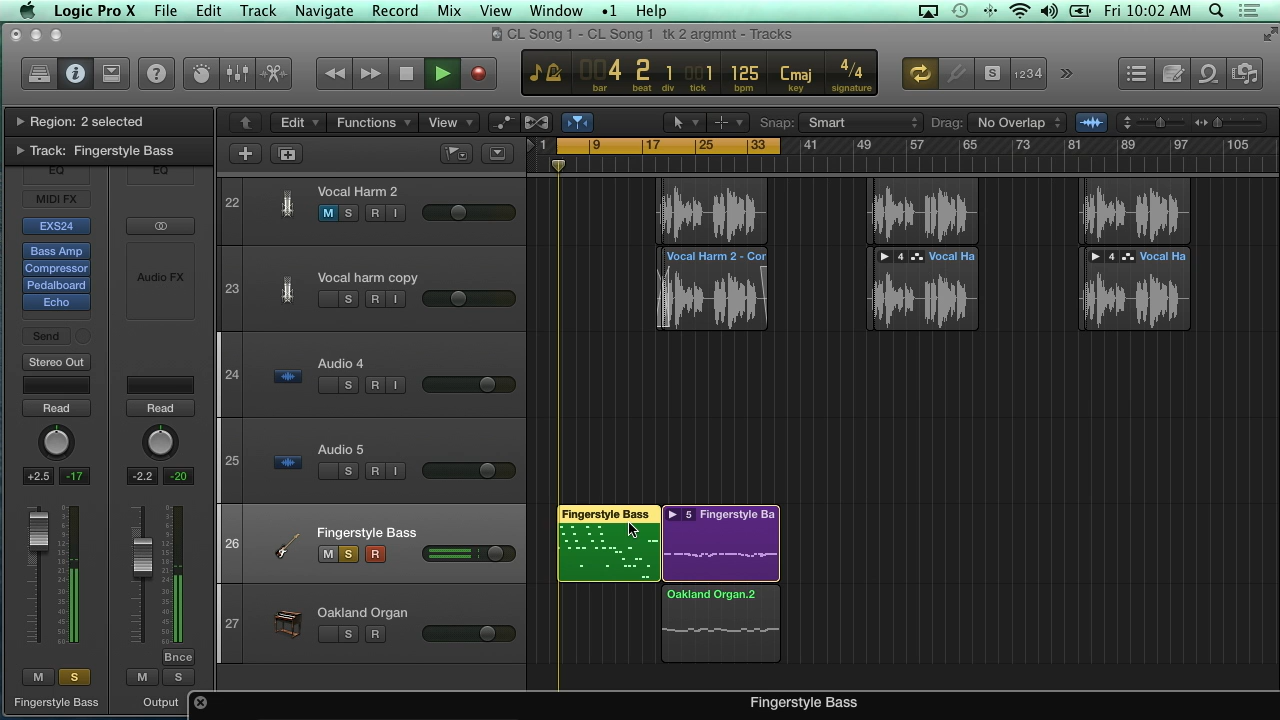 Logic Pro X File Edit Track Navigate Record Mix View Window •1 Help Fri 10:02 AM
CL Song 1 - CL Song 1 tk 2 argmnt - Tracks
004 2 1 001 125 Cmaj 4/4
bar beat div tick bpm key signature
S 1234
Region: 2 selected
Edit Functions View Snap: Smart Drag: No Overlap
Track: Fingerstyle Bass
1 9 17 25 33 41 49 57 65 73 81 89 97 105
EQ EQ
MIDI FX
EXS24
Bass Amp
Compressor
Pedalboard
Echo
Audio FX
Send
Stereo Out
Read Read
+2.5 -17 -2.2 -20
Bnce
M S M S
Fingerstyle Bass Output
22 Vocal Harm 2
M S R I
23 Vocal harm copy
S R I
Vocal Harm 2 - Cor 4 Vocal Ha 4 Vocal Ha
24 Audio 4
S R I
25 Audio 5
S R I
26 Fingerstyle Bass
M S R
Fingerstyle Bass 5 Fingerstyle Ba
27 Oakland Organ
S R
Oakland Organ.2
Fingerstyle Bass